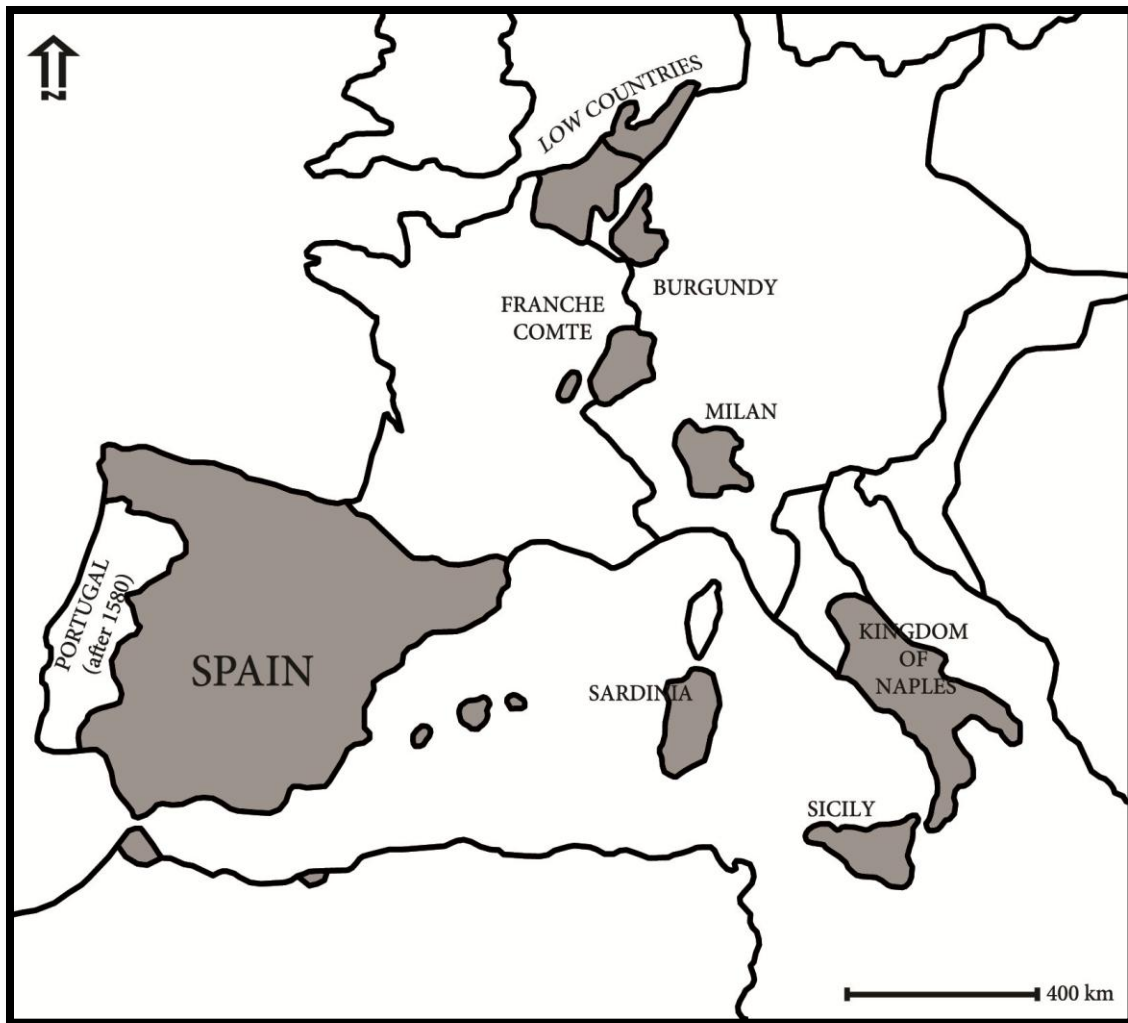 N
LOW COUNTRIES
BURGUNDY
FRANCHE
COMTE
MILAN
PORTUGAL
(after 1580)
SPAIN
KINGDOM
OF
NAPLES
SARDINIA
SICILY
400 km